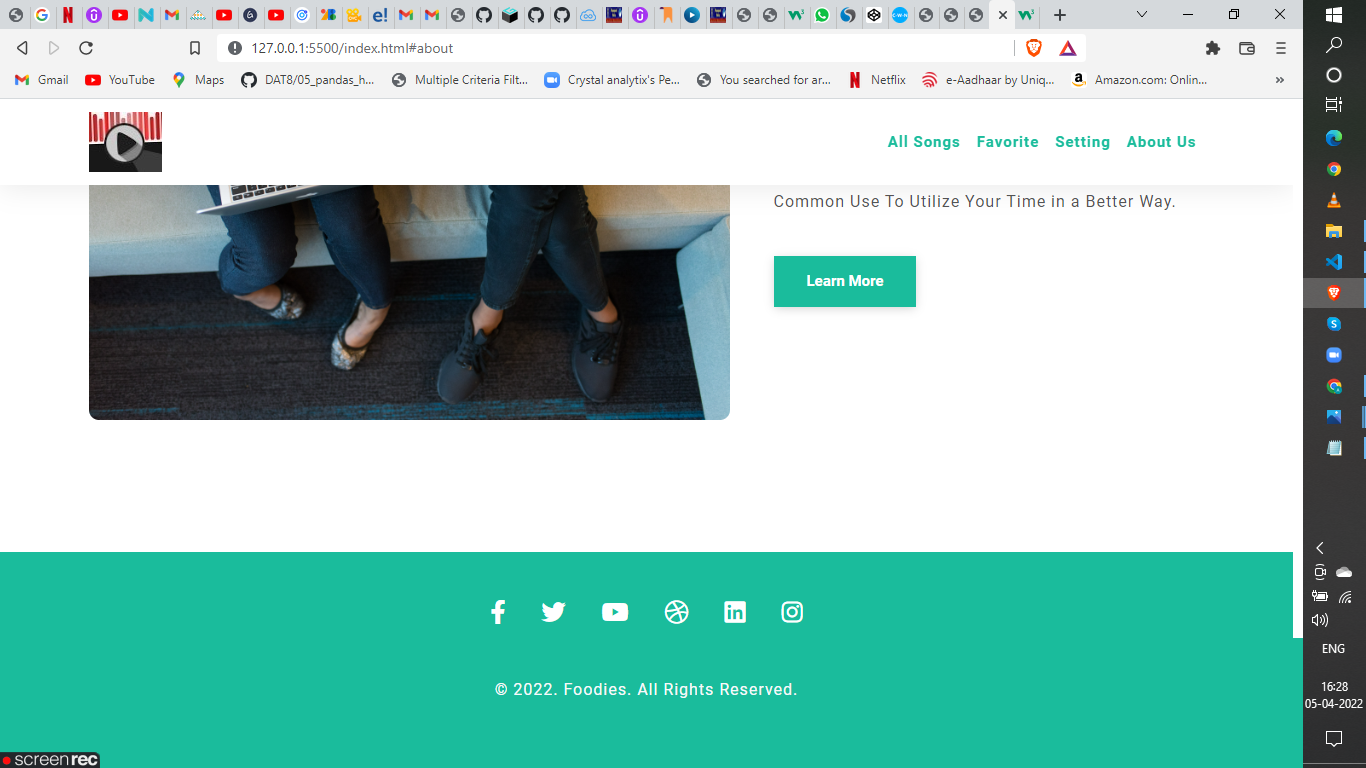 127.0.0.1:5500/index.html#about
Gmail
YouTube
Maps
DAT8/05_pandas_h...
Multiple Criteria Filt...
Crystal analytix's Pe...
You searched for ar...
Netflix
e-Aadhaar by Uniq...
Amazon.com: Onlin...
»
All Songs Favorite Setting About Us
Common Use To Utilize Your Time in a Better Way.
Learn More
© 2022. Foodies. All Rights Reserved.
screenrec
ENG
16:28
05-04-2022